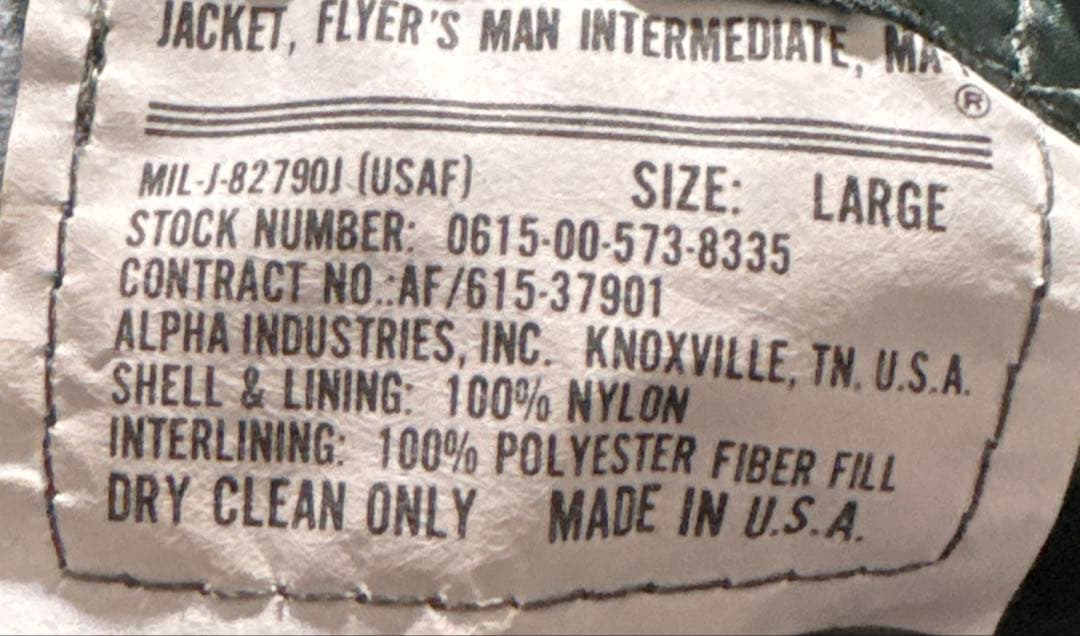 JACKET, FLYER'S MAN INTERMEDIATE, MA-
®
MIL-J-82790J (USAF) SIZE: LARGE
STOCK NUMBER: 0615-00-573-8335
CONTRACT NO.:AF/615-37901
ALPHA INDUSTRIES, INC. KNOXVILLE, TN. U.S.A.
SHELL & LINING: 100% NYLON
INTERLINING: 100% POLYESTER FIBER FILL
DRY CLEAN ONLY MADE IN U.S.A.